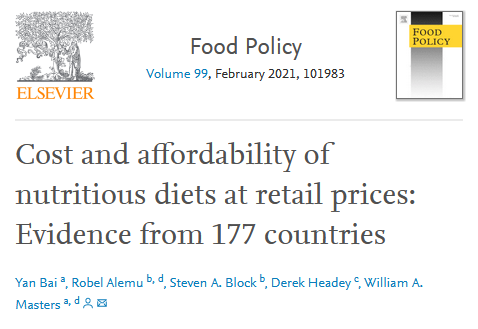 ELSEVIER
Food Policy
Volume 99, February 2021, 101983
FOOD
POLICY
Cost and affordability of
nutritious diets at retail prices:
Evidence from 177 countries
Yan Bai a, Robel Alemu b, d, Steven A. Block b, Derek Headey c, William A.
Masters a, d